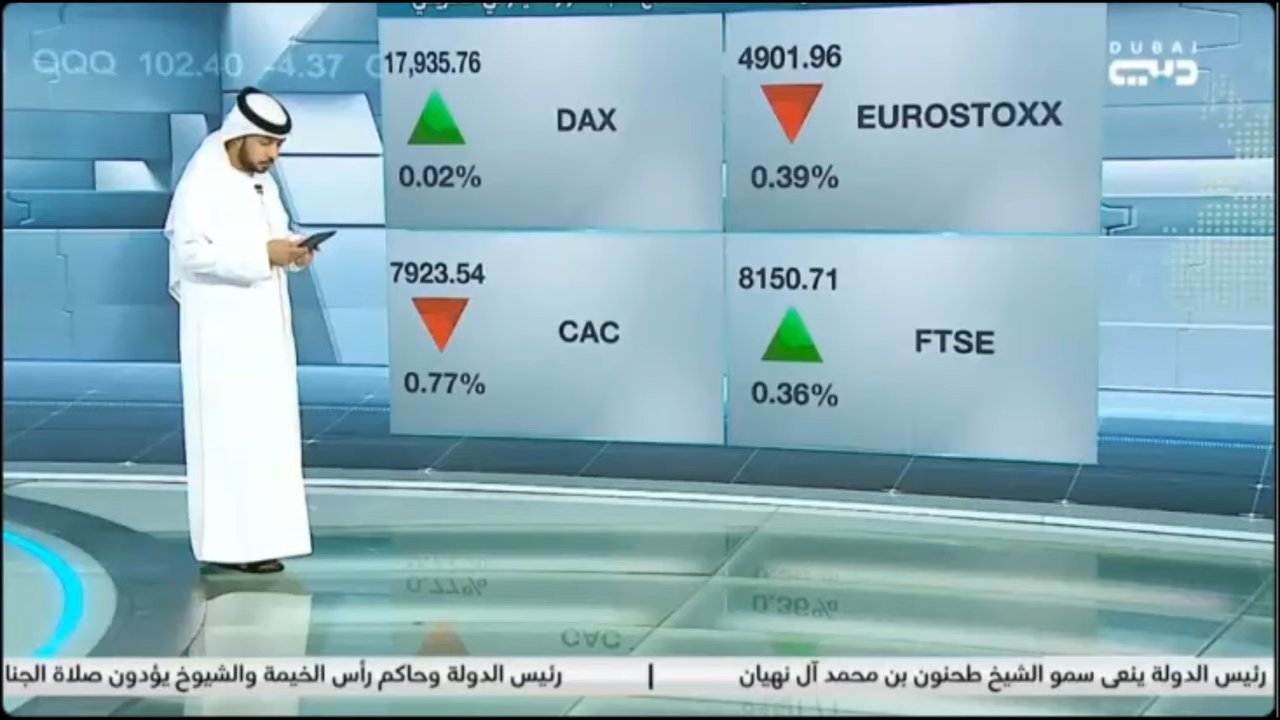 QQQ 102.40 -4.37
DUBAI
دبي
17,935.76
DAX
0.02%
4901.96
EUROSTOXX
0.39%
7923.54
CAC
0.77%
8150.71
FTSE
0.36%
رئيس الدولة ينعى سمو الشيخ طحنون بن محمد آل نهيان | رئيس الدولة وحاكم رأس الخيمة والشيوخ يؤدون صلاة الجنا